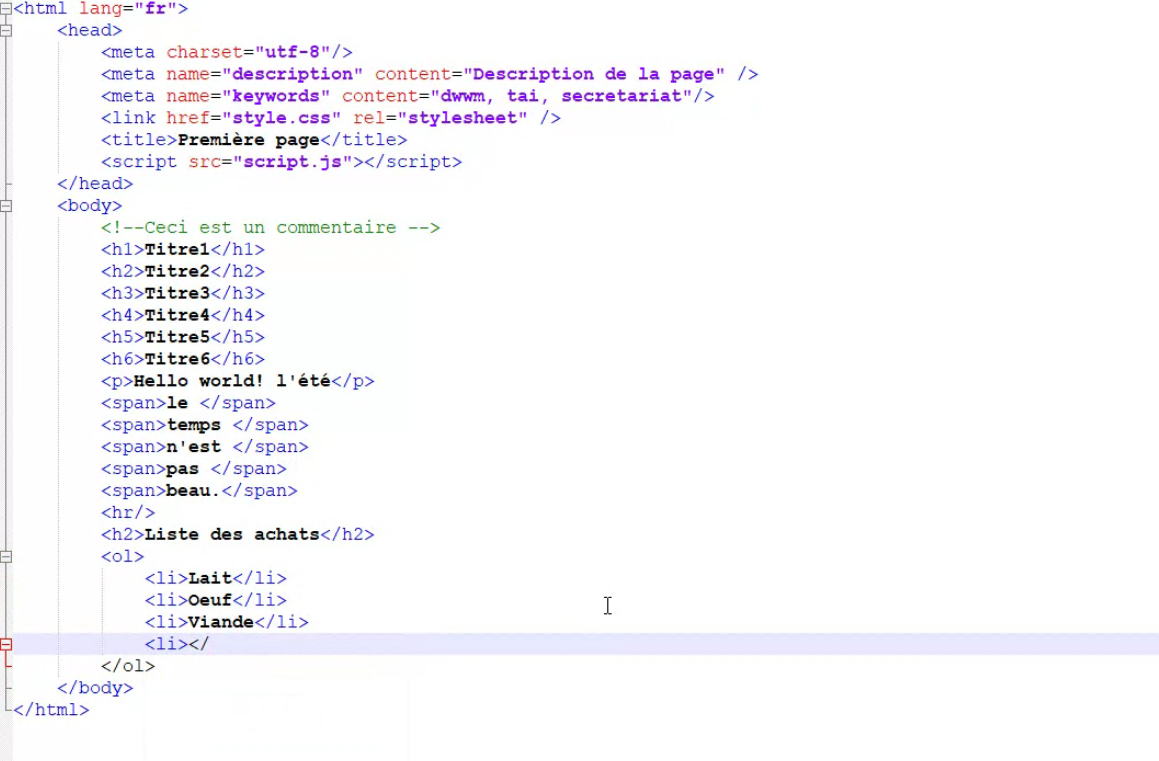 <html lang="fr">
<head>
<meta charset="utf-8"/>
<meta name="description" content="Description de la page" />
<meta name="keywords" content="dwwm, tai, secretariat"/>
<link href="style.css" rel="stylesheet" />
<title>Première page</title>
<script src="script.js"></script>
</head>
<body>
<!--Ceci est un commentaire -->
<h1>Titre1</h1>
<h2>Titre2</h2>
<h3>Titre3</h3>
<h4>Titre4</h4>
<h5>Titre5</h5>
<h6>Titre6</h6>
<p>Hello world! l'été</p>
<span>le </span>
<span>temps </span>
<span>n'est </span>
<span>pas </span>
<span>beau.</span>
<hr/>
<h2>Liste des achats</h2>
<ol>
<li>Lait</li>
<li>Oeuf</li>
<li>Viande</li>
<li></
</ol>
</body>
</html>